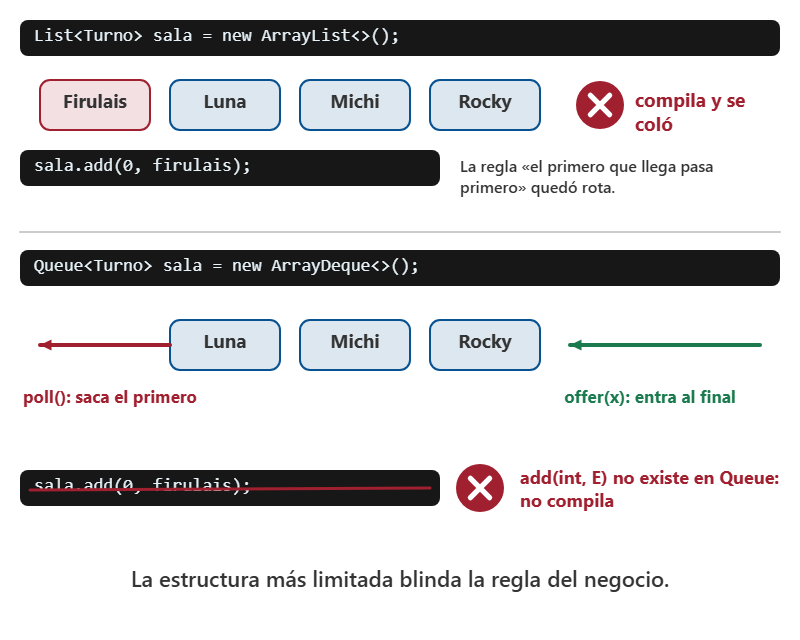 List<Turno> sala = new ArrayList<>();
Firulais
Luna
Michi
Rocky
compila y se
coló
sala.add(0, firulais);
La regla «el primero que llega pasa
primero» quedó rota.
Queue<Turno> sala = new ArrayDeque<>();
Luna
Michi
Rocky
poll(): saca el primero
offer(x): entra al final
sala.add(0, firulais);
add(int, E) no existe en Queue:
no compila
La estructura más limitada blinda la regla del negocio.